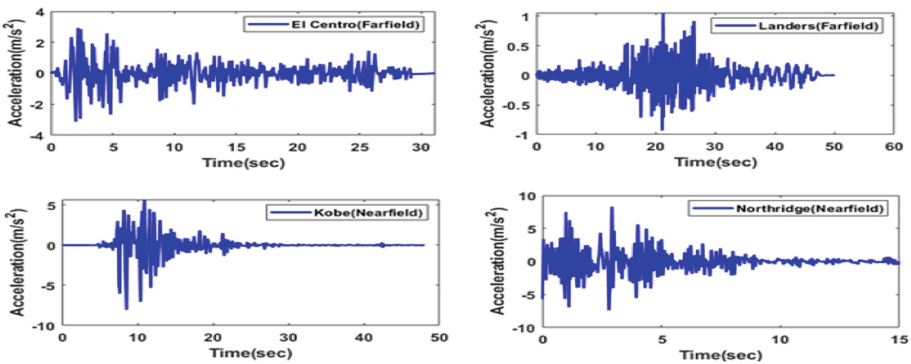 El Centro(Farfield)
Acceleration(m/s²)
4
2
0
-2
-4
0 5 10 15 20 25 30
Time(sec)
Landers(Farfield)
Acceleration(m/s²)
1
0.5
0
-0.5
-1
0 10 20 30 40 50 60
Time(sec)
Kobe(Nearfield)
Acceleration(m/s²)
5
0
-5
-10
0 10 20 30 40 50
Time(sec)
Northridge(Nearfield)
Acceleration(m/s²)
10
5
0
-5
-10
0 5 10 15
Time(sec)